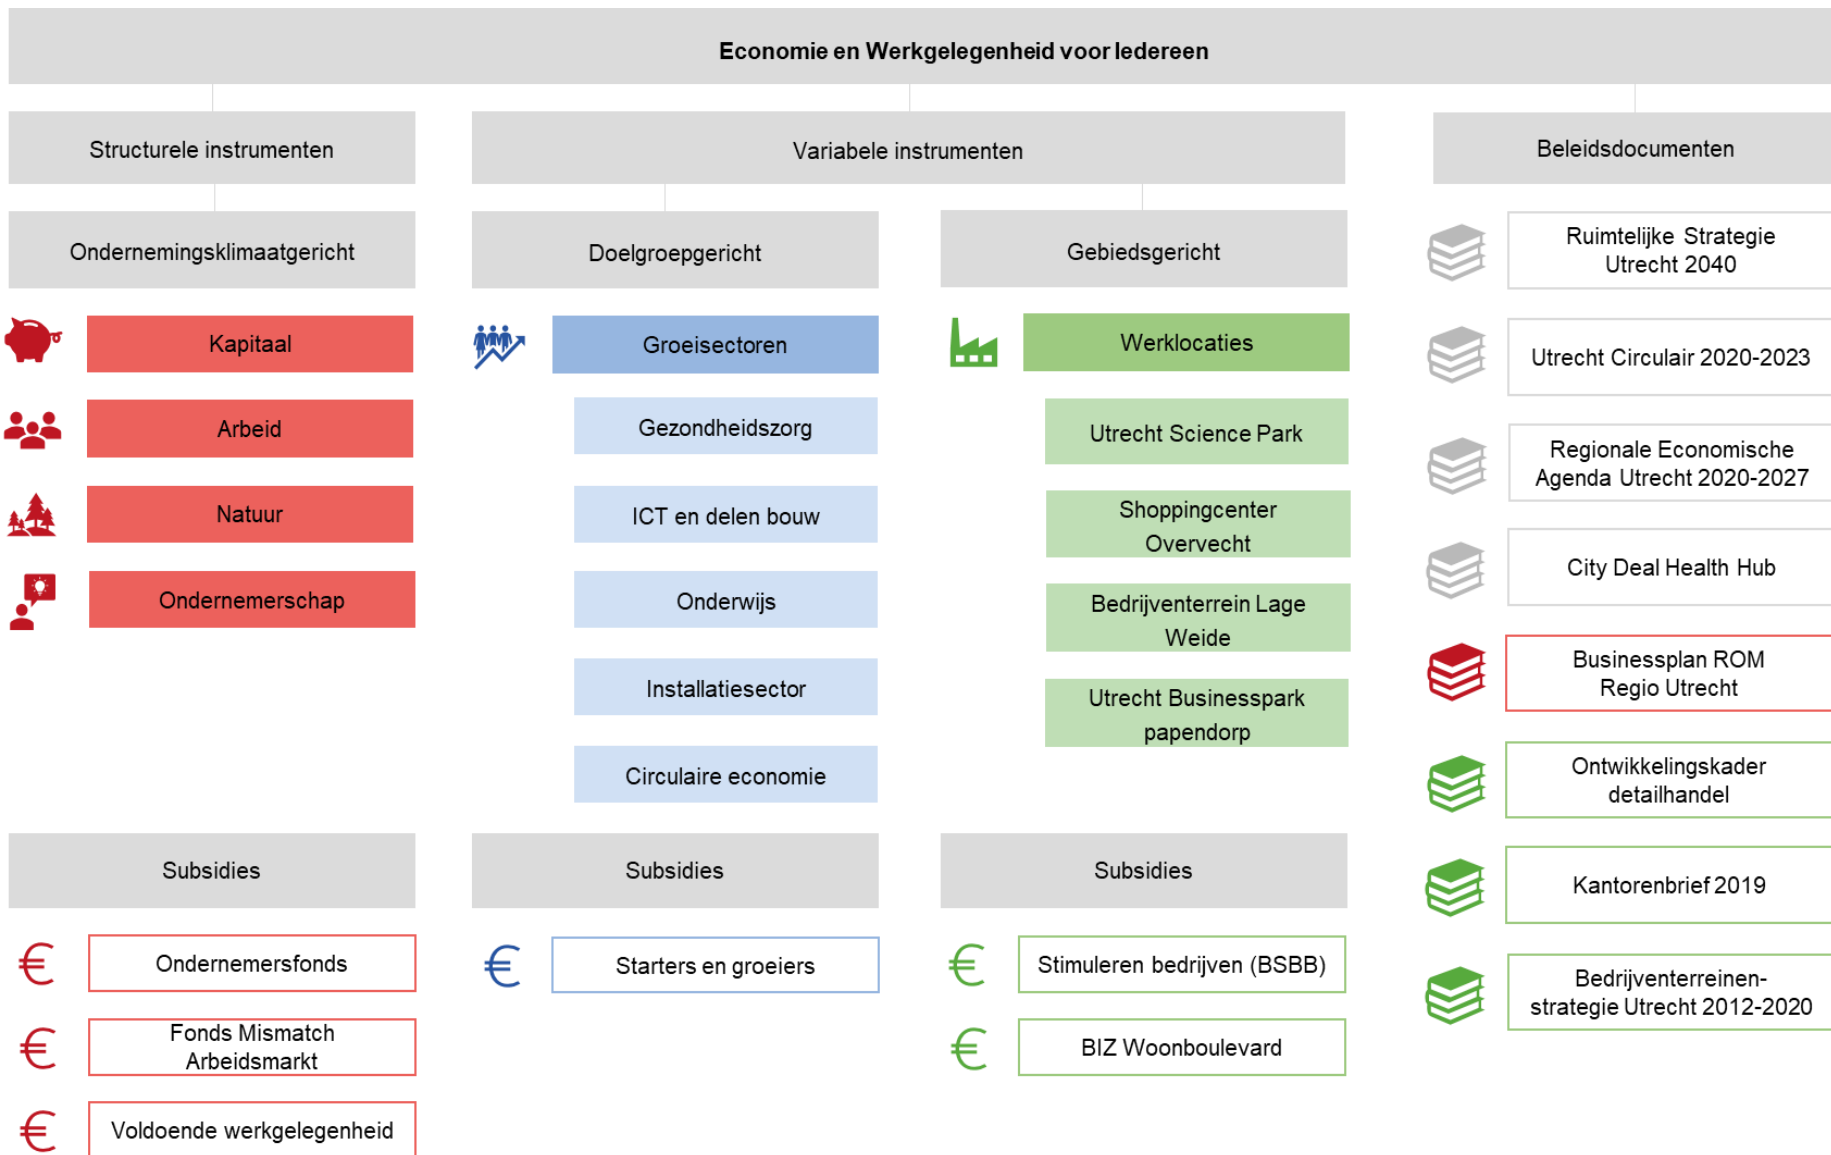 Economie en Werkgelegenheid voor Iedereen
Structurele instrumenten
Ondernemingsklimaatgericht
Kapitaal
Arbeid
Natuur
Ondernemerschap
Subsidies
Ondernemersfonds
Fonds Mismatch
Arbeidsmarkt
Voldoende werkgelegenheid
Variabele instrumenten
Doelgroepgericht
Groeisectoren
Gezondheidszorg
ICT en delen bouw
Onderwijs
Installatiesector
Circulaire economie
Subsidies
Starters en groeiers
Gebiedsgericht
Werklocaties
Utrecht Science Park
Shoppingcenter
Overvecht
Bedrijventerrein Lage
Weide
Utrecht Businesspark
papendorp
Subsidies
Stimuleren bedrijven (BSBB)
BIZ Woonboulevard
Beleidsdocumenten
Ruimtelijke Strategie
Utrecht 2040
Utrecht Circulair 2020-2023
Regionale Economische
Agenda Utrecht 2020-2027
City Deal Health Hub
Businessplan ROM
Regio Utrecht
Ontwikkelingskader
detailhandel
Kantorenbrief 2019
Bedrijventerreinen-
strategie Utrecht 2012-2020